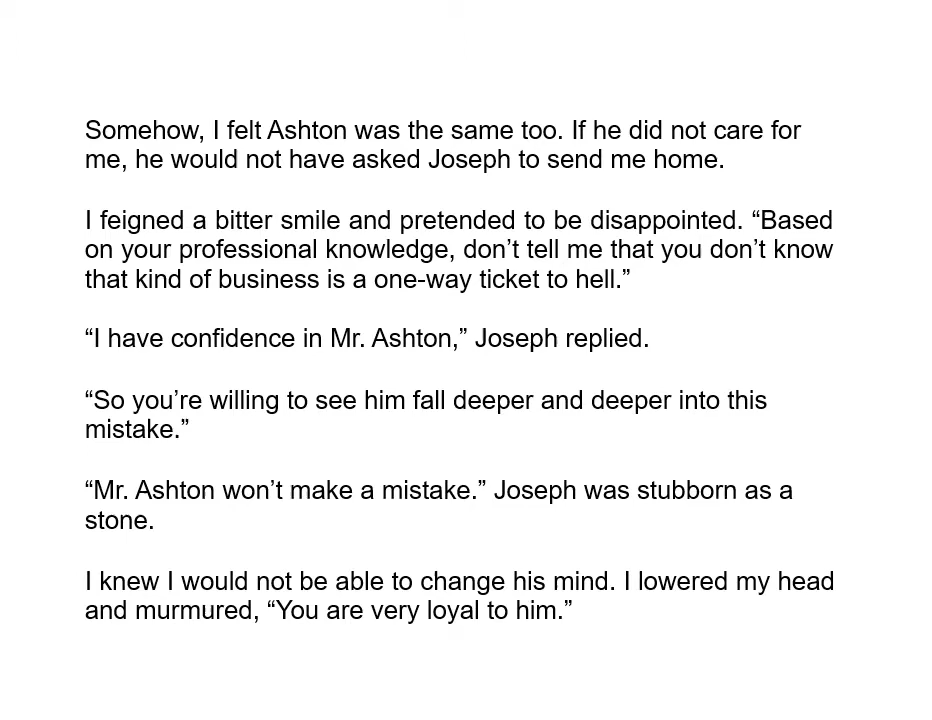 Somehow, I felt Ashton was the same too. If he did not care for
me, he would not have asked Joseph to send me home.
I feigned a bitter smile and pretended to be disappointed. “Based
on your professional knowledge, don’t tell me that you don’t know
that kind of business is a one-way ticket to hell.”
“I have confidence in Mr. Ashton,” Joseph replied.
“So you’re willing to see him fall deeper and deeper into this
mistake.”
“Mr. Ashton won’t make a mistake.” Joseph was stubborn as a
stone.
I knew I would not be able to change his mind. I lowered my head
and murmured, “You are very loyal to him.”